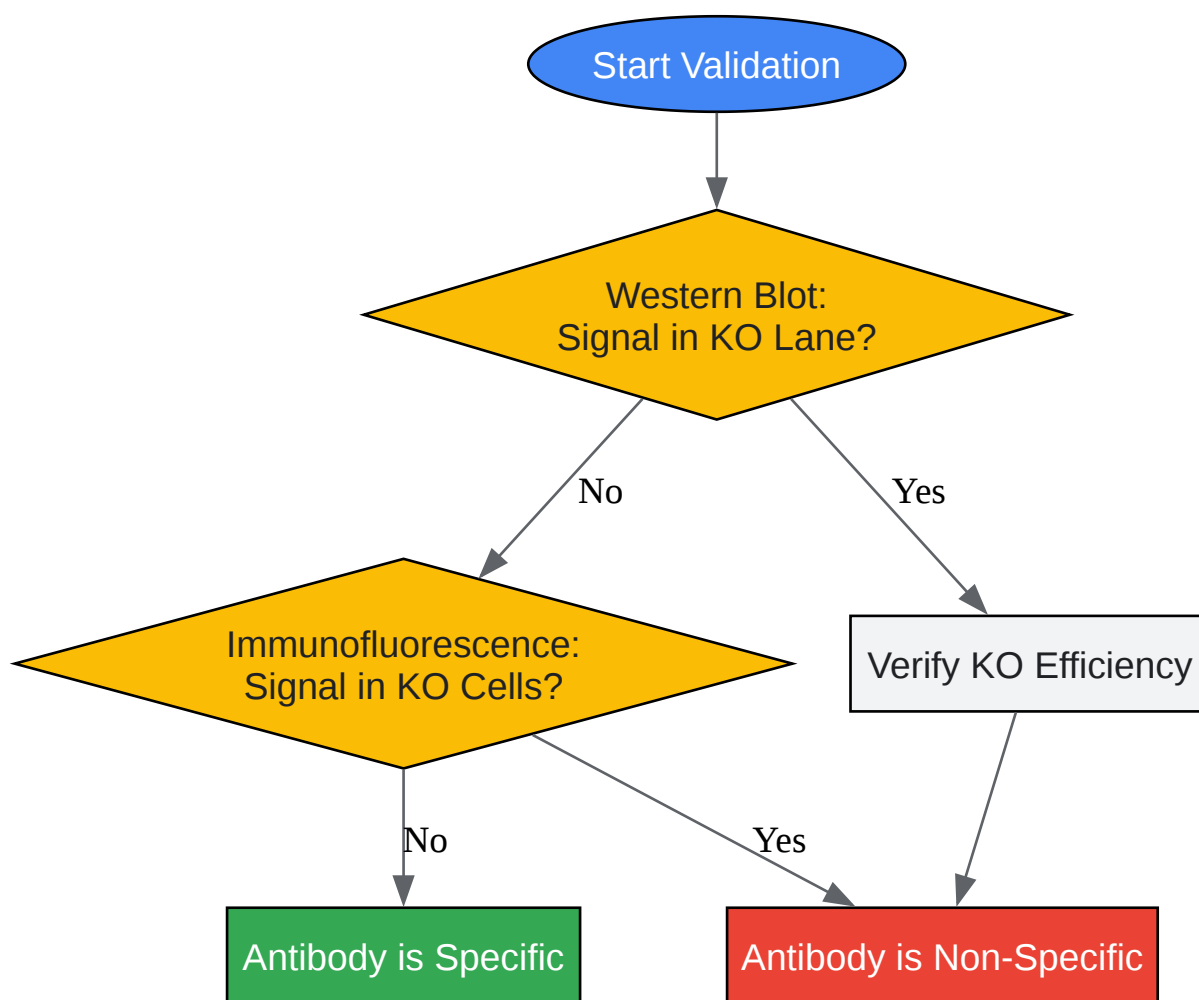 Start Validation
Western Blot:
Signal in KO Lane?
No
Yes
Immunofluorescence:
Signal in KO Cells?
Verify KO Efficiency
No
Yes
Antibody is Specific
Antibody is Non-Specific